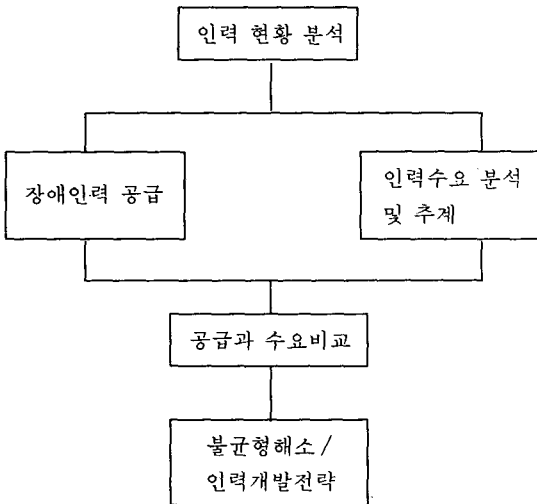 인력 현황 분석
장애인력 공급
인력수요 분석
및 추계
공급과 수요비교
불균형해소 /
인력개발전략